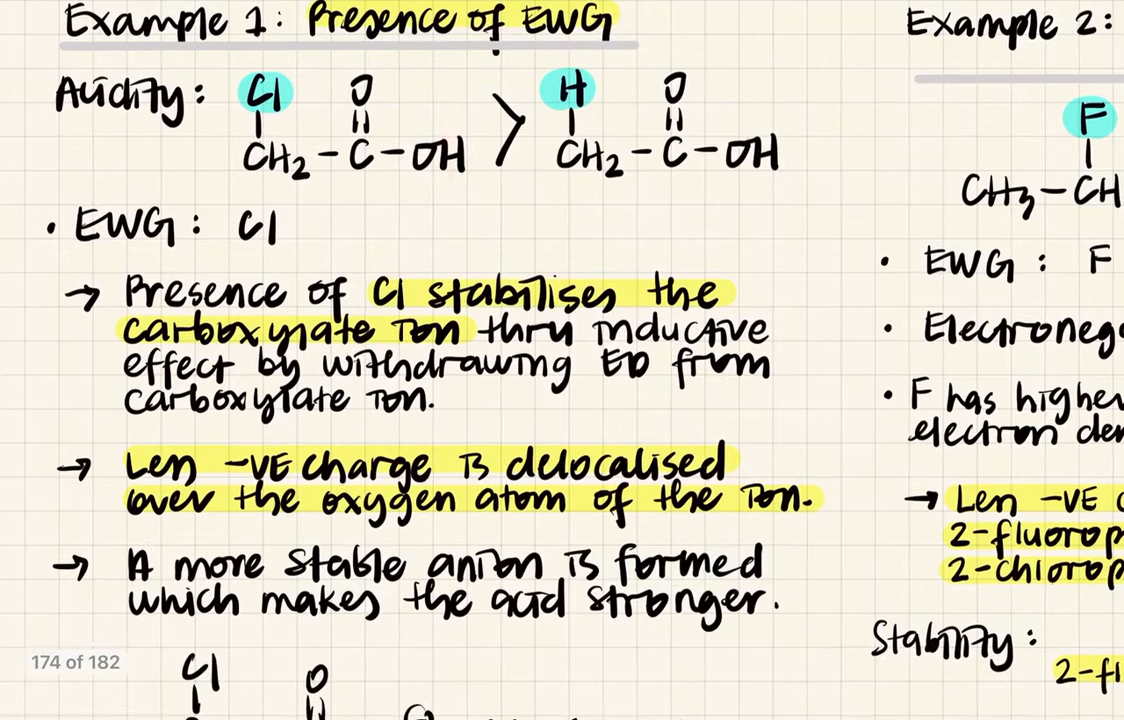 Example 1: Presence of EWG
Acidity: Cl O > H O
CH2 - C - OH CH2 - C - OH
• EWG: Cl
→ Presence of Cl stabilises the
carboxylate ion thru inductive
effect by withdrawing ED from
carboxylate ion.
→ Less -VE charge is delocalised
over the oxygen atom of the ion.
→ A more stable anion is formed
which makes the acid stronger.
174 of 182
Cl O
Example 2:
F
CH3 - CH
• EWG: F
• Electroneg
• F has higher
electron den
→ Less -VE c
2-fluorop
2-chlorop
Stability:
2-fl